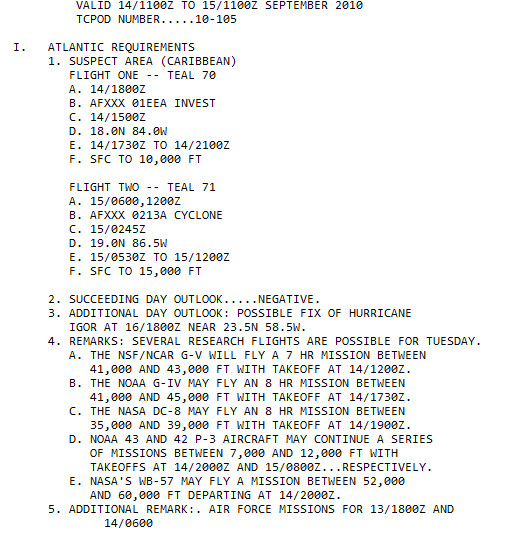 VALID 14/1100Z TO 15/1100Z SEPTEMBER 2010
TCPOD NUMBER.....10-105
I. ATLANTIC REQUIREMENTS
1. SUSPECT AREA (CARIBBEAN)
FLIGHT ONE -- TEAL 70
A. 14/1800Z
B. AFXXX 01EEA INVEST
C. 14/1500Z
D. 18.0N 84.0W
E. 14/1730Z TO 14/2100Z
F. SFC TO 10,000 FT
FLIGHT TWO -- TEAL 71
A. 15/0600,1200Z
B. AFXXX 0213A CYCLONE
C. 15/0245Z
D. 19.0N 86.5W
E. 15/0530Z TO 15/1200Z
F. SFC TO 15,000 FT
2. SUCCEEDING DAY OUTLOOK.....NEGATIVE.
3. ADDITIONAL DAY OUTLOOK: POSSIBLE FIX OF HURRICANE
IGOR AT 16/1800Z NEAR 23.5N 58.5W.
4. REMARKS: SEVERAL RESEARCH FLIGHTS ARE POSSIBLE FOR TUESDAY.
A. THE NSF/NCAR G-V WILL FLY A 7 HR MISSION BETWEEN
41,000 AND 43,000 FT WITH TAKEOFF AT 14/1200Z.
B. THE NOAA G-IV MAY FLY AN 8 HR MISSION BETWEEN
41,000 AND 45,000 FT WITH TAKEOFF AT 14/1730Z.
C. THE NASA DC-8 MAY FLY AN 8 HR MISSION BETWEEN
35,000 AND 39,000 FT WITH TAKEOFF AT 14/1900Z.
D. NOAA 43 AND 42 P-3 AIRCRAFT MAY CONTINUE A SERIES
OF MISSIONS BETWEEN 7,000 AND 12,000 FT WITH
TAKEOFFS AT 14/2000Z AND 15/0800Z...RESPECTIVELY.
E. NASA'S WB-57 MAY FLY A MISSION BETWEEN 52,000
AND 60,000 FT DEPARTING AT 14/2000Z.
5. ADDITIONAL REMARK:. AIR FORCE MISSIONS FOR 13/1800Z AND
14/0600